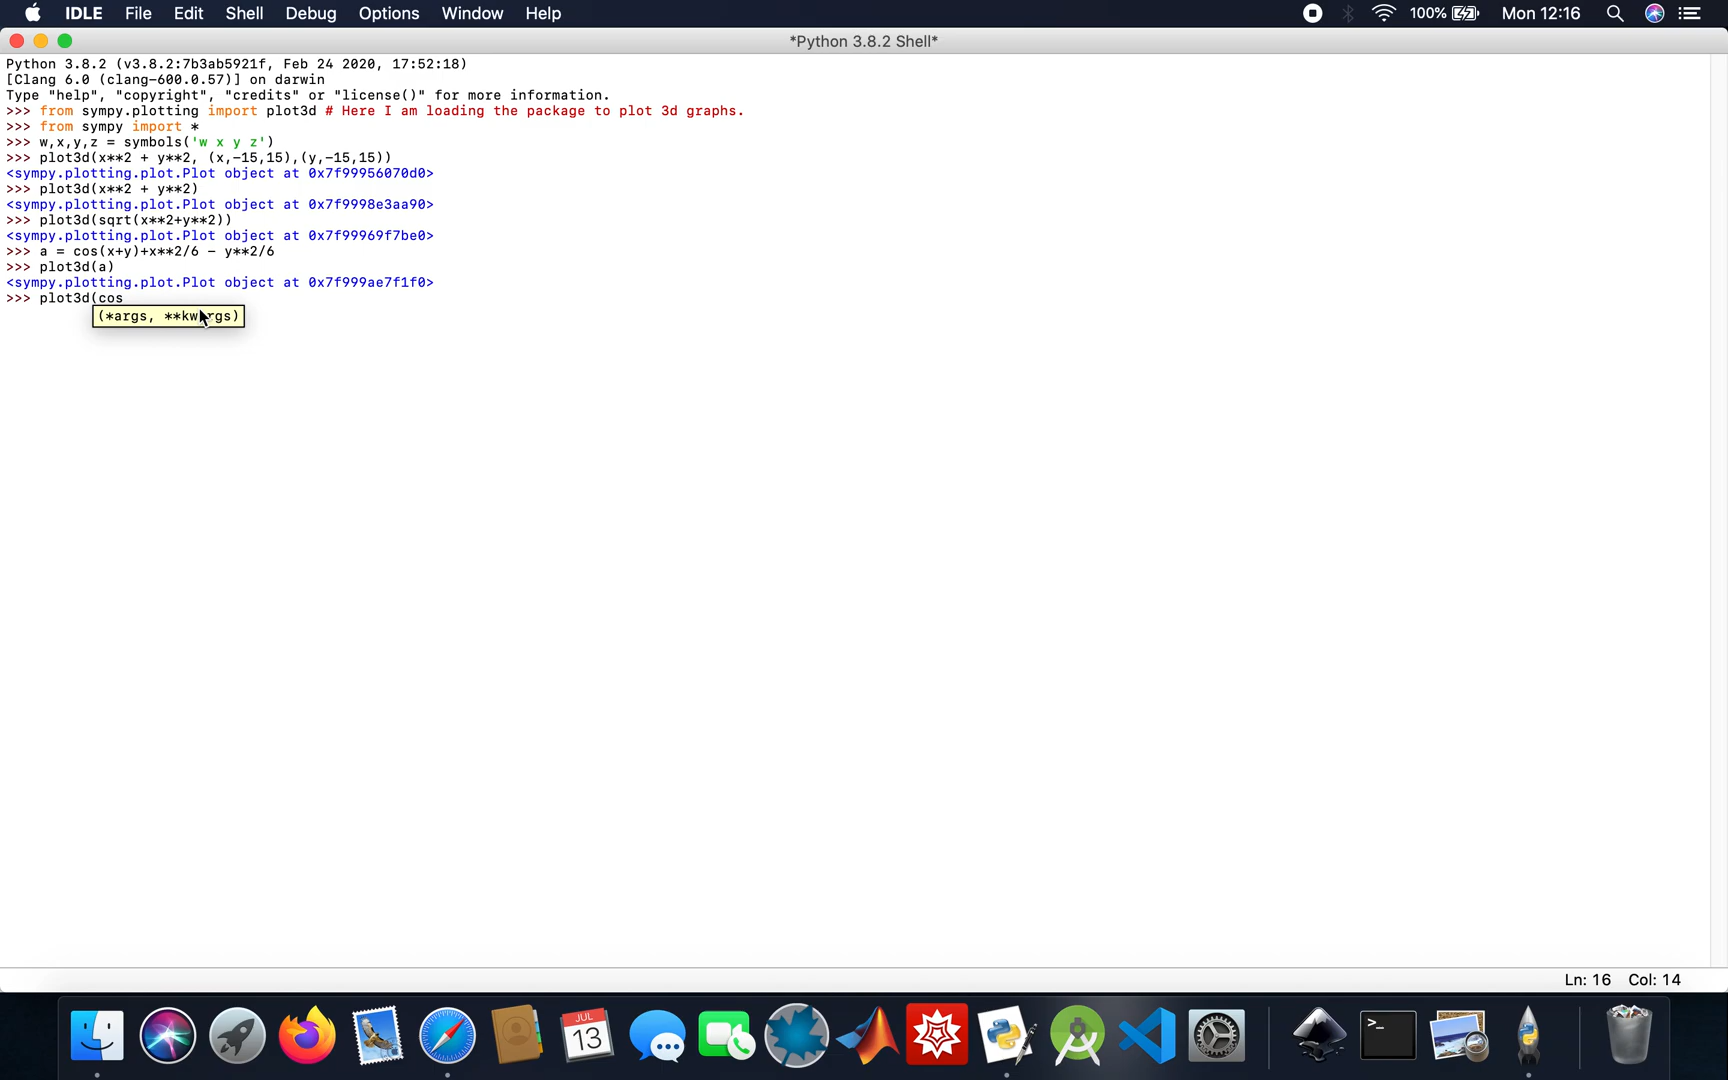 IDLE File Edit Shell Debug Options Window Help 100% Mon 12:16
*Python 3.8.2 Shell*
Python 3.8.2 (v3.8.2:7b3ab5921f, Feb 24 2020, 17:52:18)
[Clang 6.0 (clang-600.0.57)] on darwin
Type "help", "copyright", "credits" or "license()" for more information.
>>> from sympy.plotting import plot3d # Here I am loading the package to plot 3d graphs.
>>> from sympy import *
>>> w,x,y,z = symbols('w x y z')
>>> plot3d(x**2 + y**2, (x,-15,15),(y,-15,15))
<sympy.plotting.plot.Plot object at 0x7f99956070d0>
>>> plot3d(x**2 + y**2)
<sympy.plotting.plot.Plot object at 0x7f9998e3aa90>
>>> plot3d(sqrt(x**2+y**2))
<sympy.plotting.plot.Plot object at 0x7f99969f7be0>
>>> a = cos(x+y)+x**2/6 - y**2/6
>>> plot3d(a)
<sympy.plotting.plot.Plot object at 0x7f999ae7f1f0>
>>> plot3d(cos
(*args, **kwargs)
Ln: 16 Col: 14
JUL
13
>_